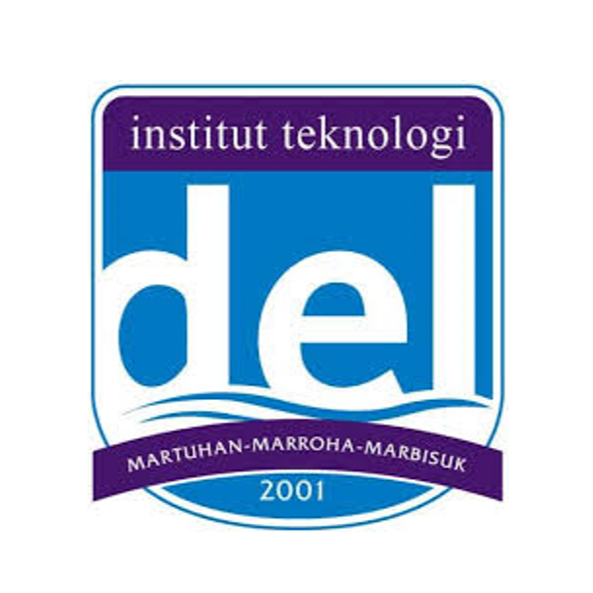 institut teknologi
del
MARTUHAN-MARROHA-MARBISUK
2001